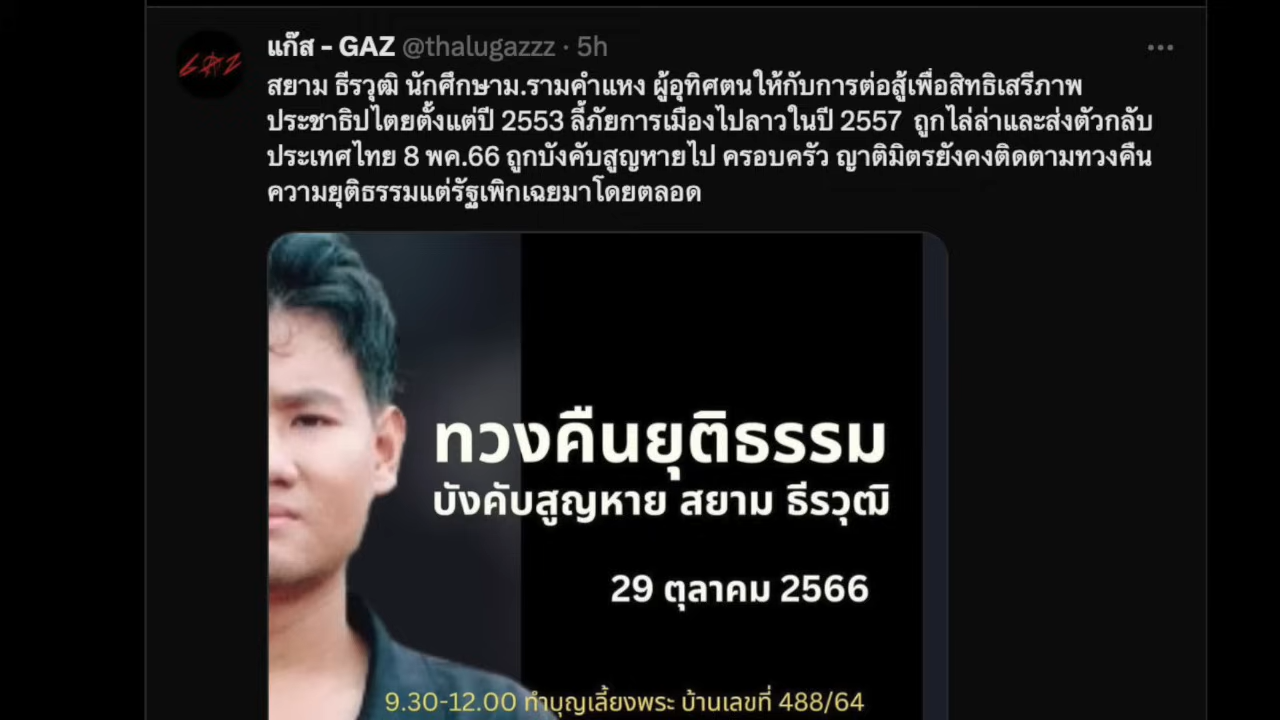 แก๊ส - GAZ @thalugazzz · 5h
สยาม ธีรวุฒิ นักศึกษาม.รามคำแหง ผู้อุทิศตนให้กับการต่อสู้เพื่อสิทธิเสรีภาพ
ประชาธิปไตยตั้งแต่ปี 2553 ลี้ภัยการเมืองไปลาวในปี 2557 ถูกไล่ล่าและส่งตัวกลับ
ประเทศไทย 8 พค.66 ถูกบังคับสูญหายไป ครอบครัว ญาติมิตรยังคงติดตามทวงคืน
ความยุติธรรมแต่รัฐเพิกเฉยมาโดยตลอด
ทวงคืนยุติธรรม
บังคับสูญหาย สยาม ธีรวุฒิ
29 ตุลาคม 2566
9.30-12.00 ทำบุญเลี้ยงพระ บ้านเลขที่ 488/64